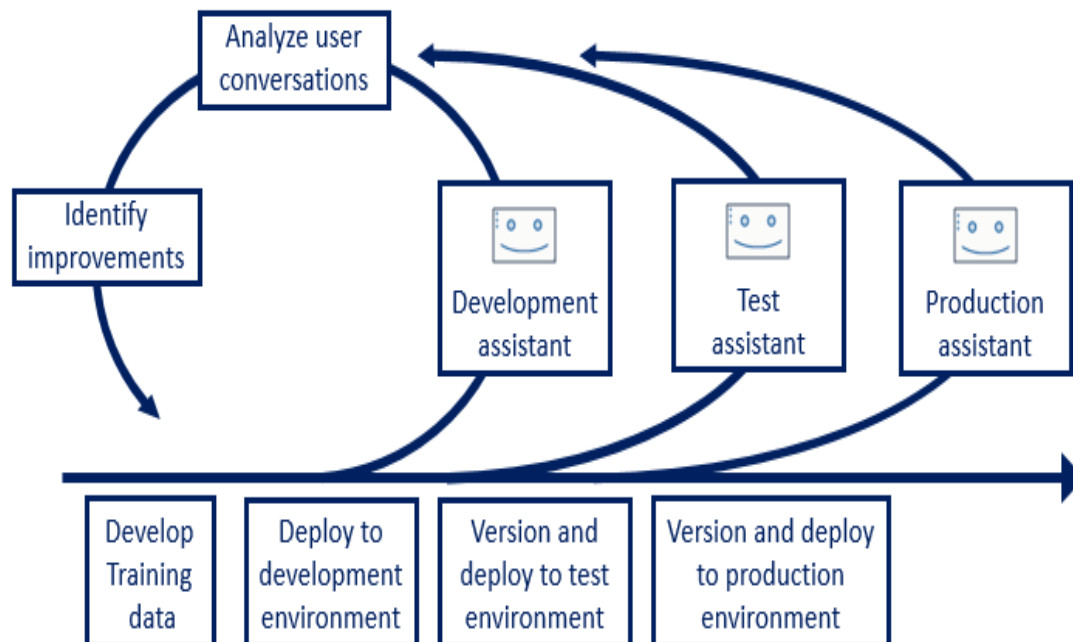 Analyze user
conversations
Identify
improvements
Development
assistant
Test
assistant
Production
assistant
Develop
Training
data
Deploy to
development
environment
Version and
deploy to test
environment
Version and deploy
to production
environment